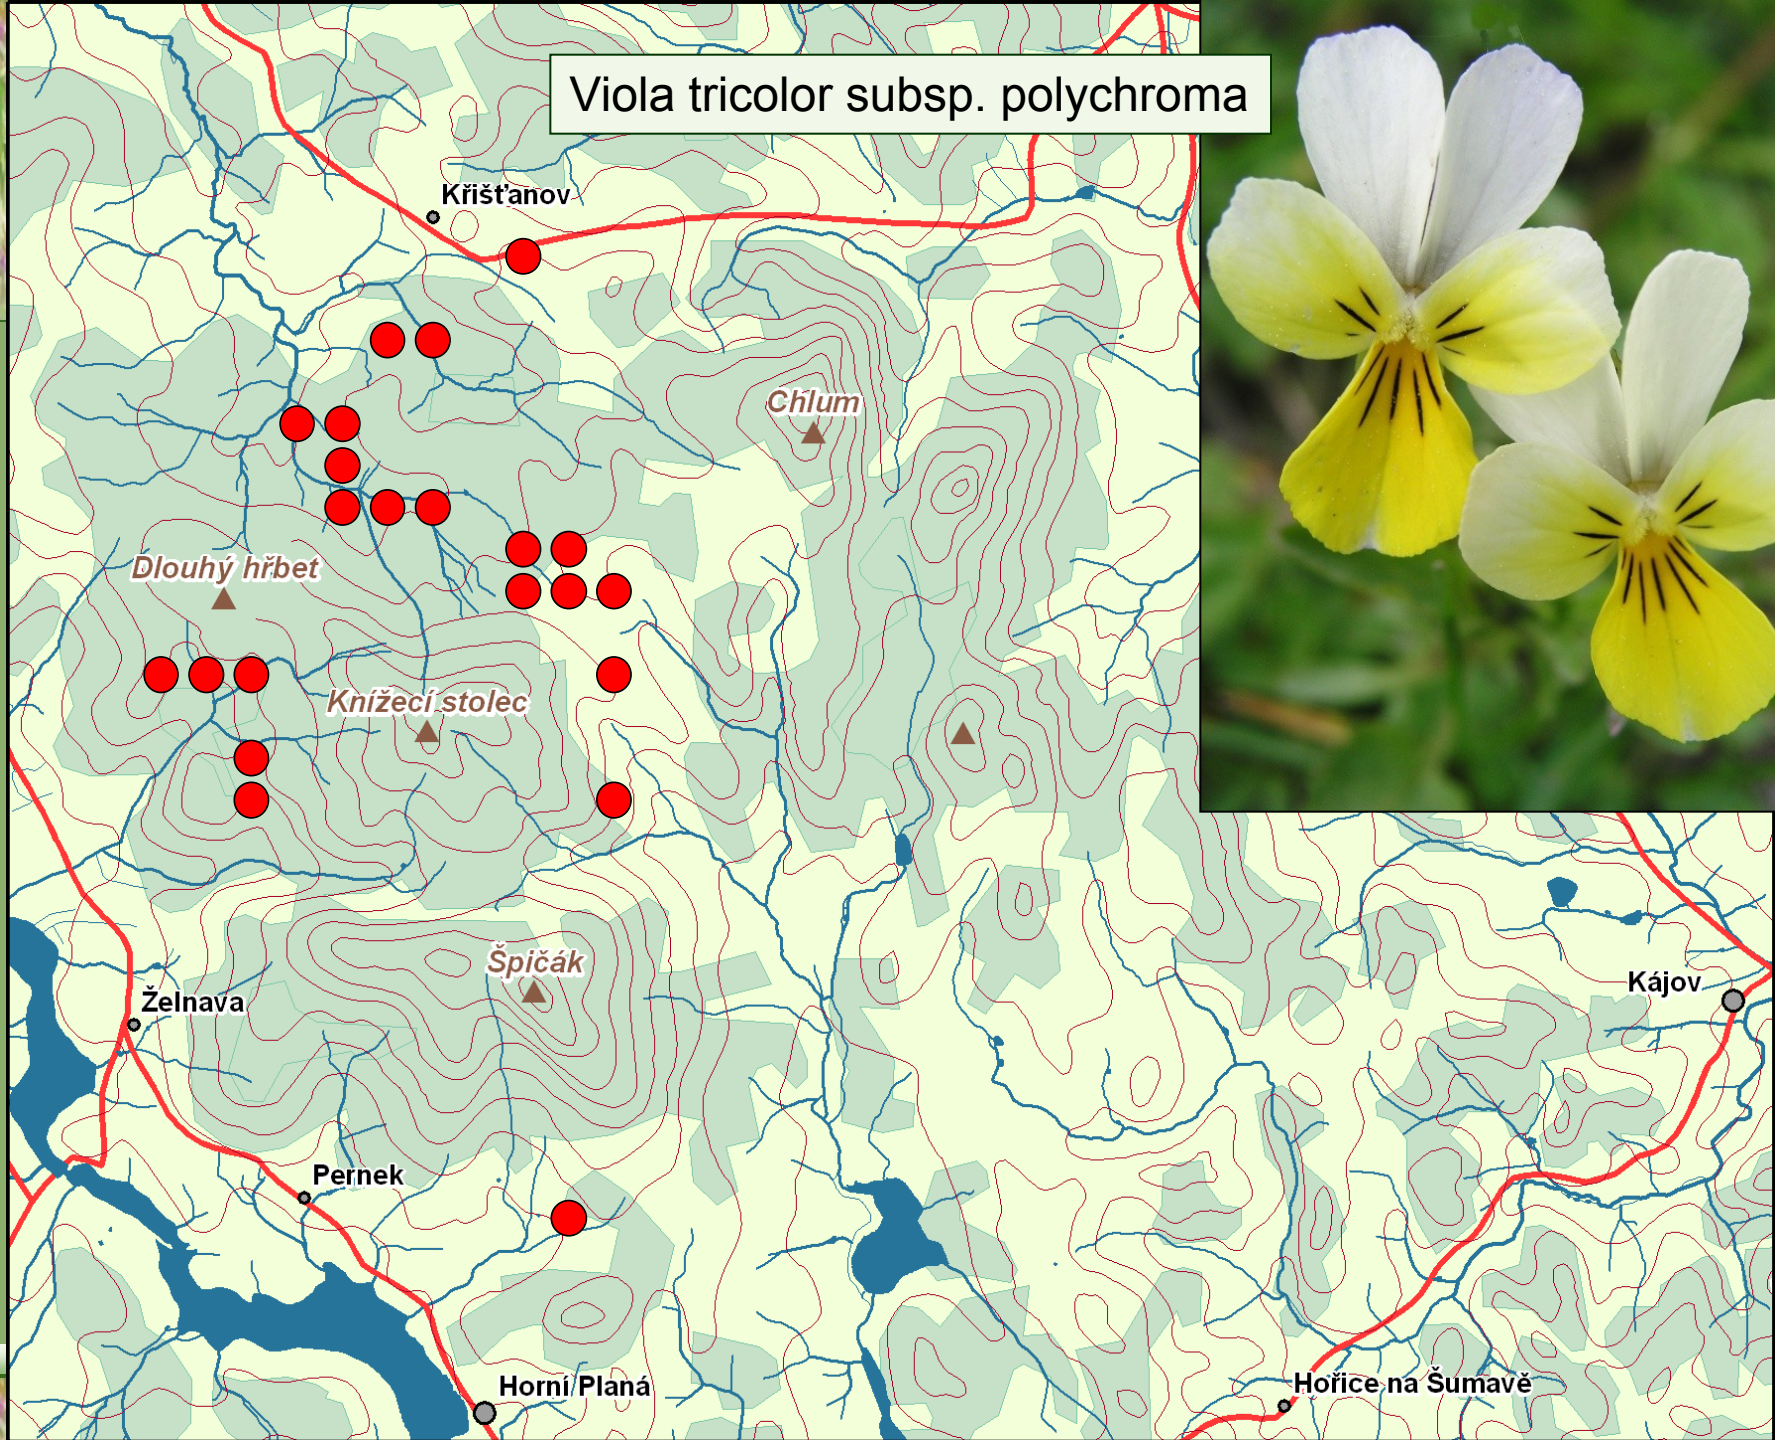 Viola tricolor subsp. polychroma
Křišťanov
Chlum
Dlouhý hřbet
Knížecí stolec
Špičák
Želnava
Kájov
Pernek
Horní Planá
Hořice na Šumavě